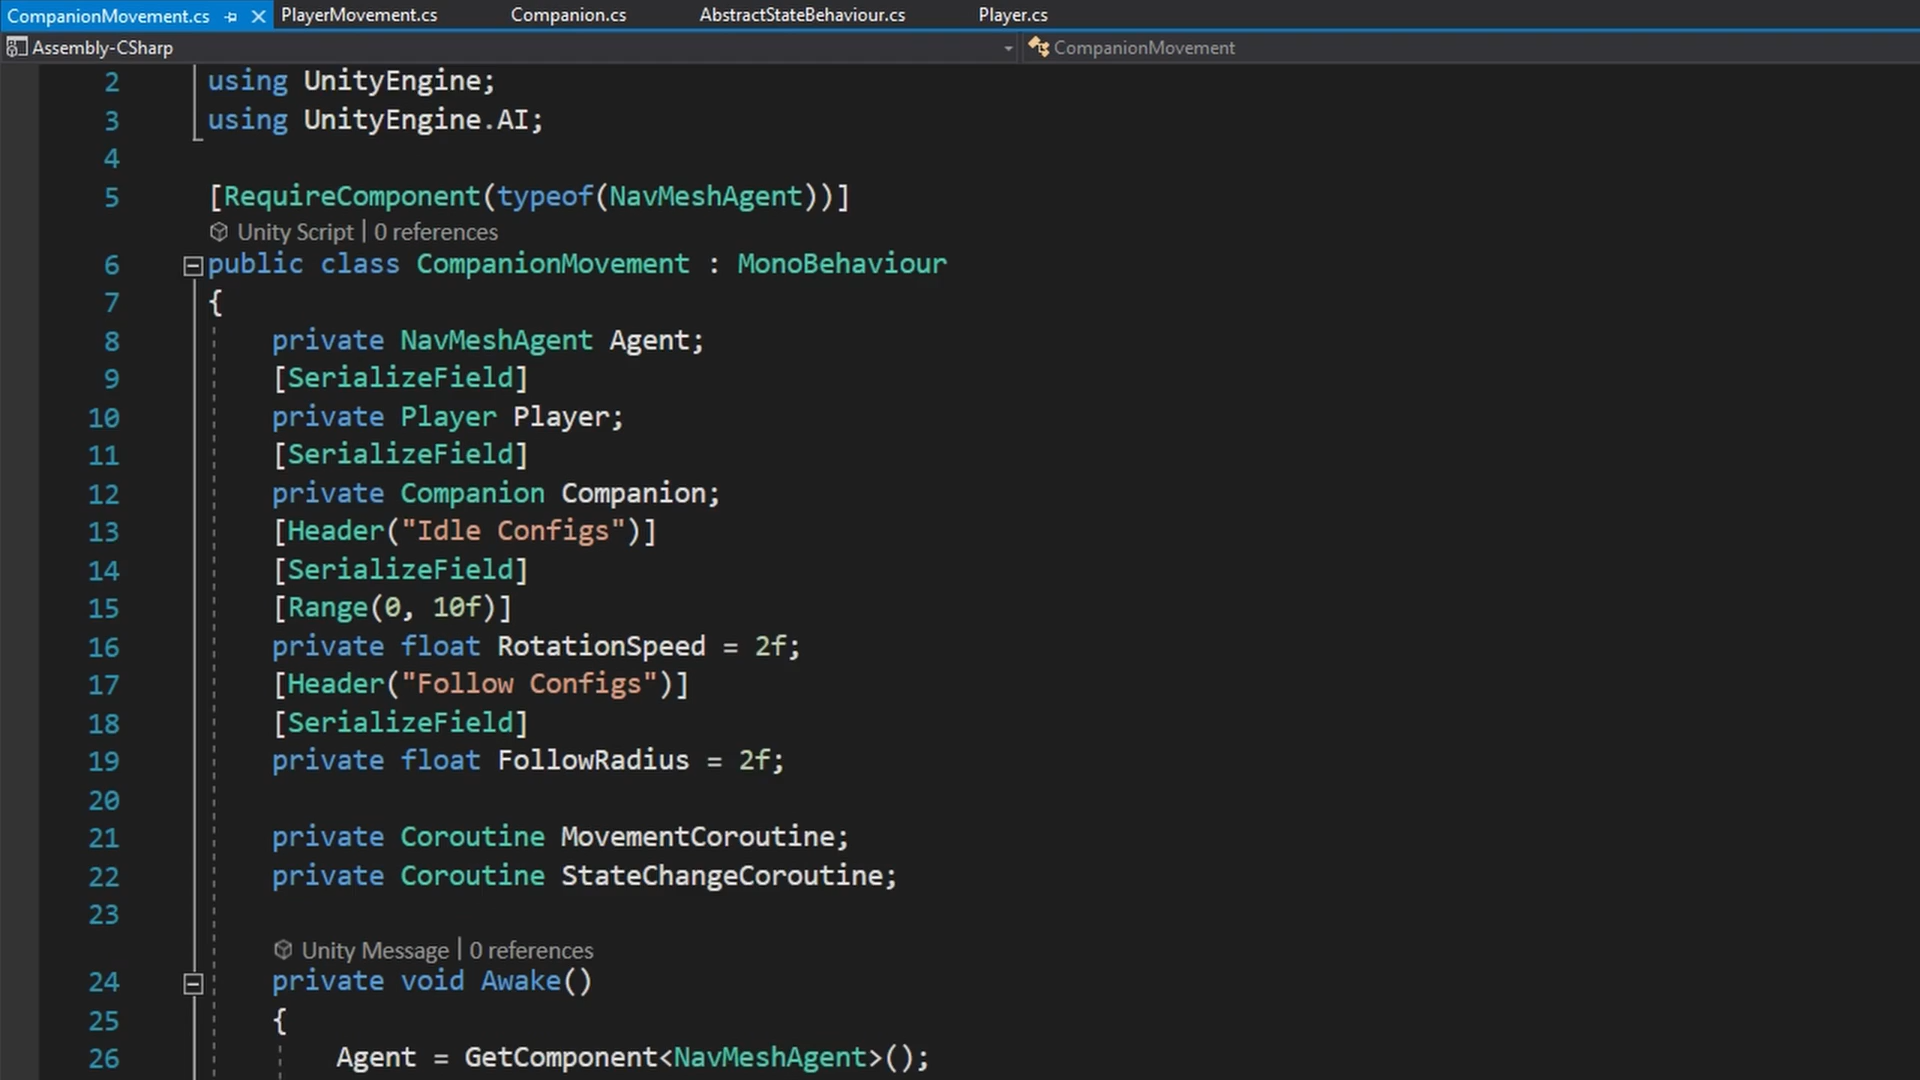 CompanionMovement.cs PlayerMovement.cs Companion.cs AbstractStateBehaviour.cs Player.cs
Assembly-CSharp CompanionMovement
2 using UnityEngine;
3 using UnityEngine.AI;
4
5 [RequireComponent(typeof(NavMeshAgent))]
Unity Script | 0 references
6 public class CompanionMovement : MonoBehaviour
7 {
8 private NavMeshAgent Agent;
9 [SerializeField]
10 private Player Player;
11 [SerializeField]
12 private Companion Companion;
13 [Header("Idle Configs")]
14 [SerializeField]
15 [Range(0, 10f)]
16 private float RotationSpeed = 2f;
17 [Header("Follow Configs")]
18 [SerializeField]
19 private float FollowRadius = 2f;
20
21 private Coroutine MovementCoroutine;
22 private Coroutine StateChangeCoroutine;
23
Unity Message | 0 references
24 private void Awake()
25 {
26 Agent = GetComponent<NavMeshAgent>();